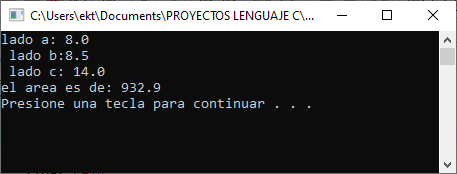 C:\Users\ekt\Documents\PROYECTOS LENGUAJE C\...
lado a: 8.0
 lado b:8.5
 lado c: 14.0
el area es de: 932.9
Presione una tecla para continuar . . .